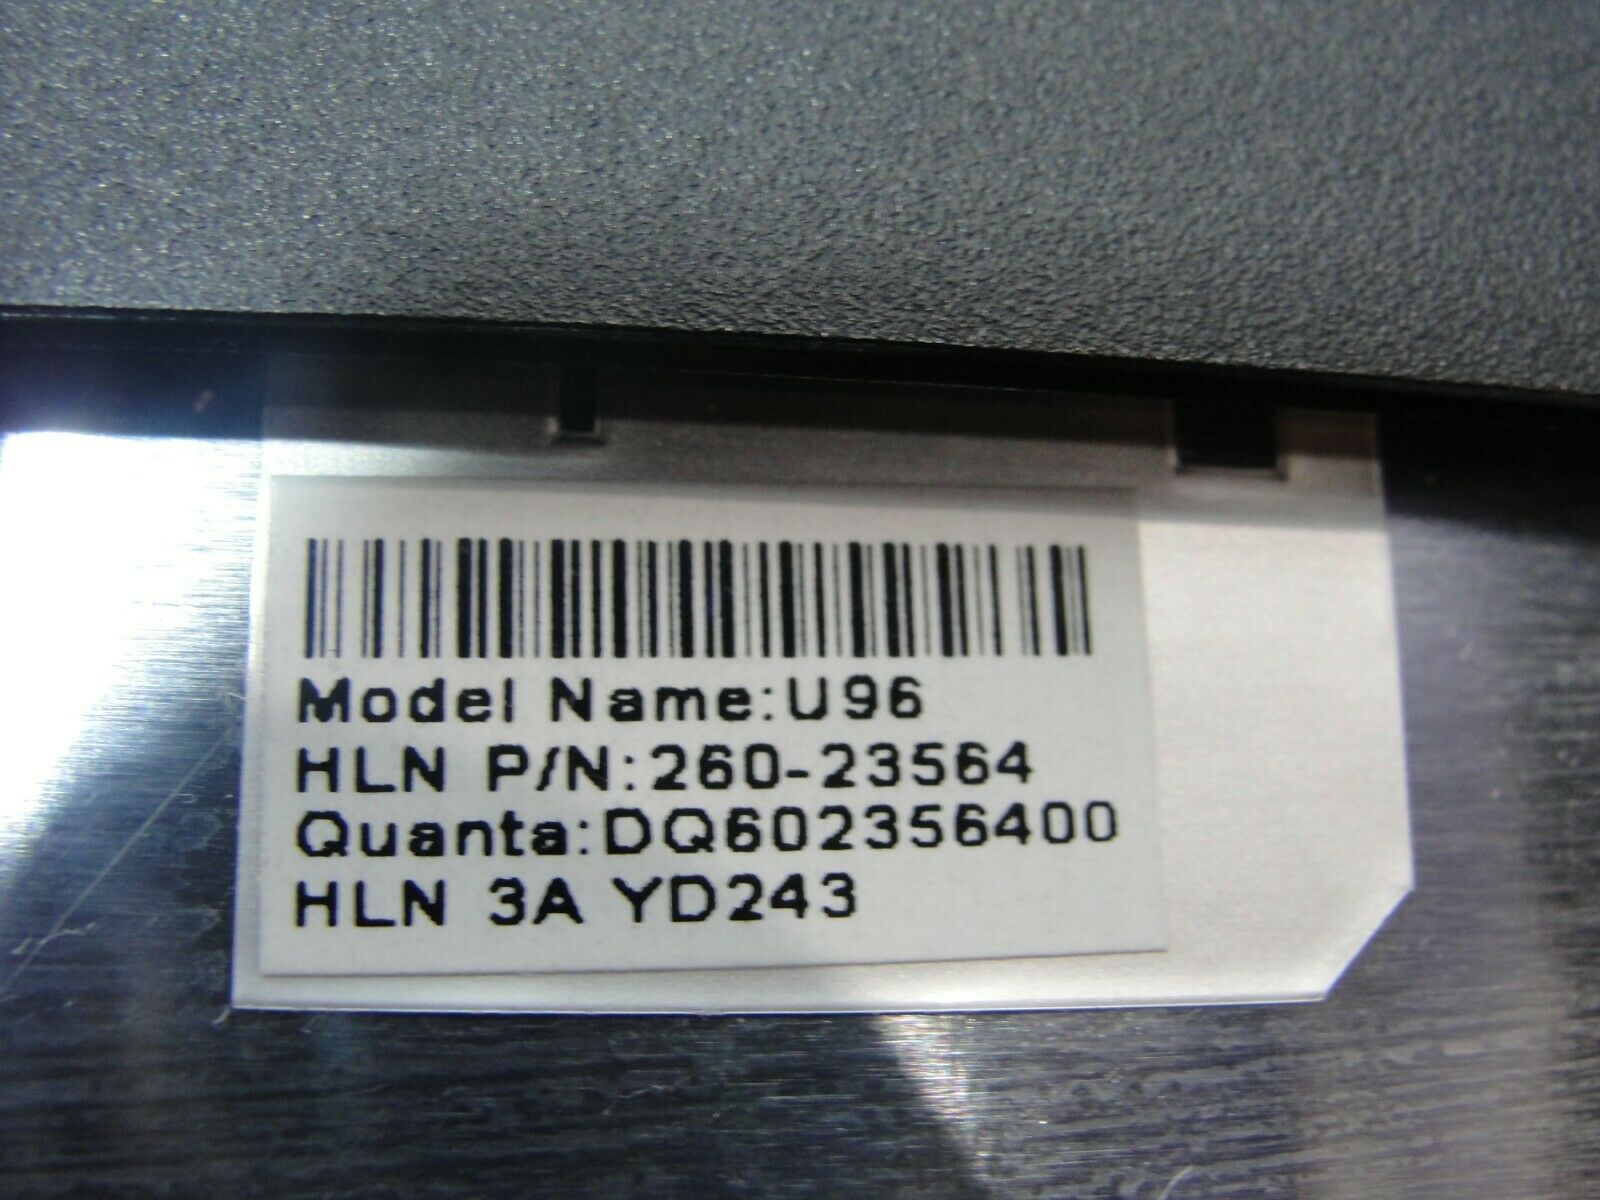 Model Name:U96
HLN P/N:260-23564
Quanta:DQ602356400
HLN 3A YD243